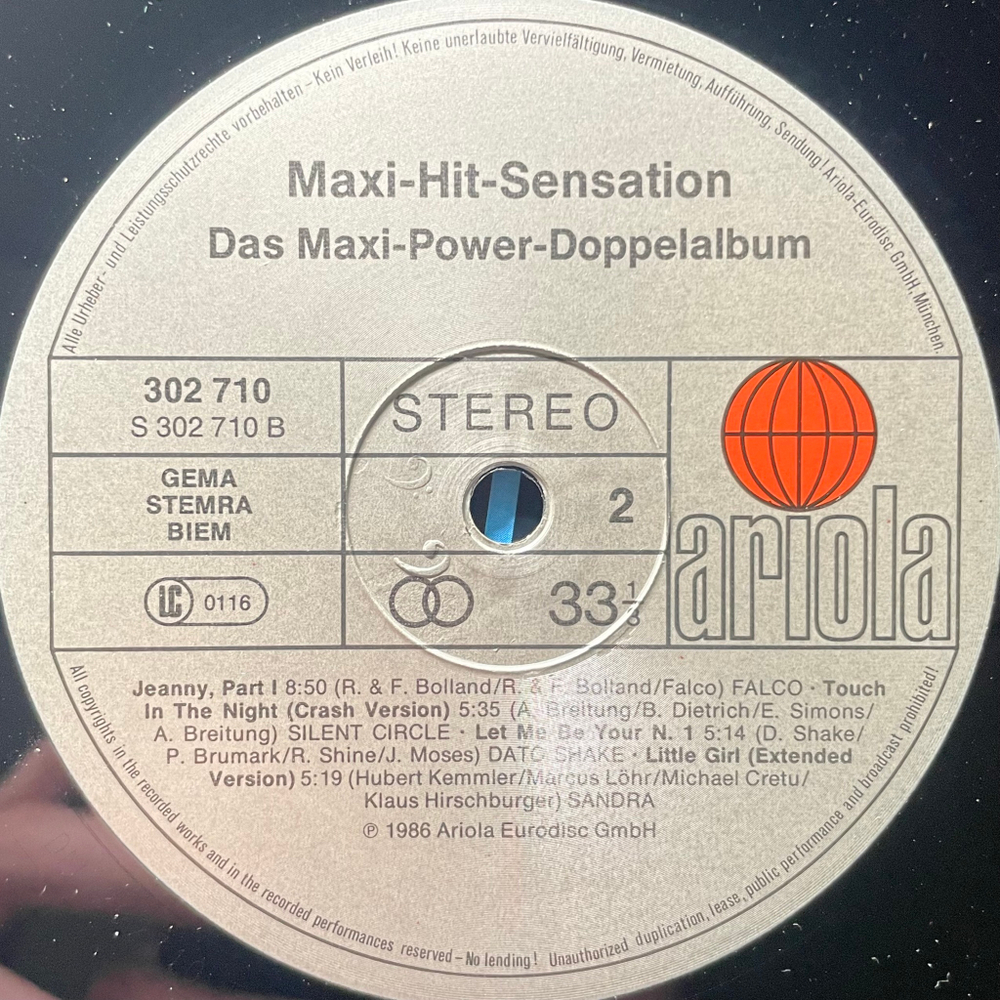 Alle Urheber- und Leistungsschutzrechte vorbehalten – Kein Verleih! Keine unerlaubte Vervielfältigung, Vermietung, Aufführung, Sendung! Ariola-Eurodisc GmbH, München.
Maxi-Hit-Sensation
Das Maxi-Power-Doppelalbum
302 710
S 302 710 B
STEREO
GEMA
STEMRA
BIEM
2
LC 0116
33 1/3
ariola
Jeanny, Part I 8:50 (R. & F. Bolland/R. & F. Bolland/Falco) FALCO · Touch
In The Night (Crash Version) 5:35 (A. Breitung/B. Dietrich/E. Simons/
A. Breitung) SILENT CIRCLE · Let Me Be Your N. 1 5:14 (D. Shake/
P. Brumark/R. Shine/J. Moses) DATO SHAKE · Little Girl (Extended
Version) 5:19 (Hubert Kemmler/Marcus Löhr/Michael Cretu/
Klaus Hirschburger) SANDRA
℗ 1986 Ariola Eurodisc GmbH
All copyrights in the recorded works and in the recorded performances reserved – No lending! Unauthorized duplication, lease, public performance and broadcast prohibited!